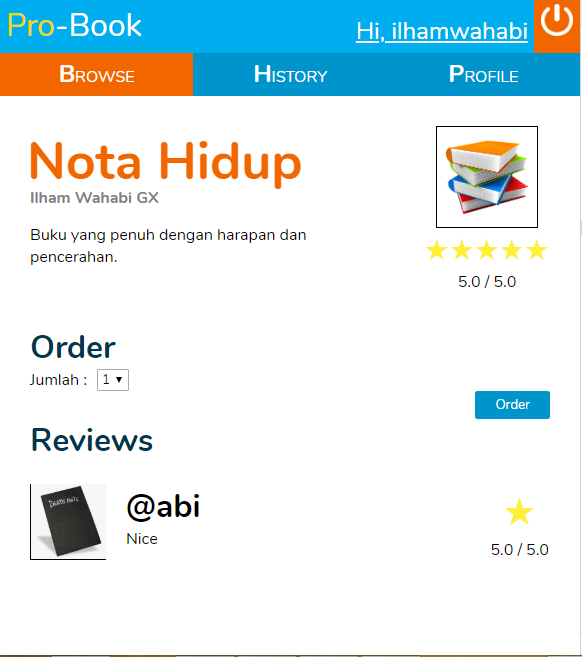 Pro-Book
Hi, ilhamwahabi
BROWSE
HISTORY
PROFILE
Nota Hidup
Ilham Wahabi GX
Buku yang penuh dengan harapan dan
pencerahan.
5.0 / 5.0
Order
Jumlah :
1
Order
Reviews
DEATH NOTE
@abi
Nice
5.0 / 5.0